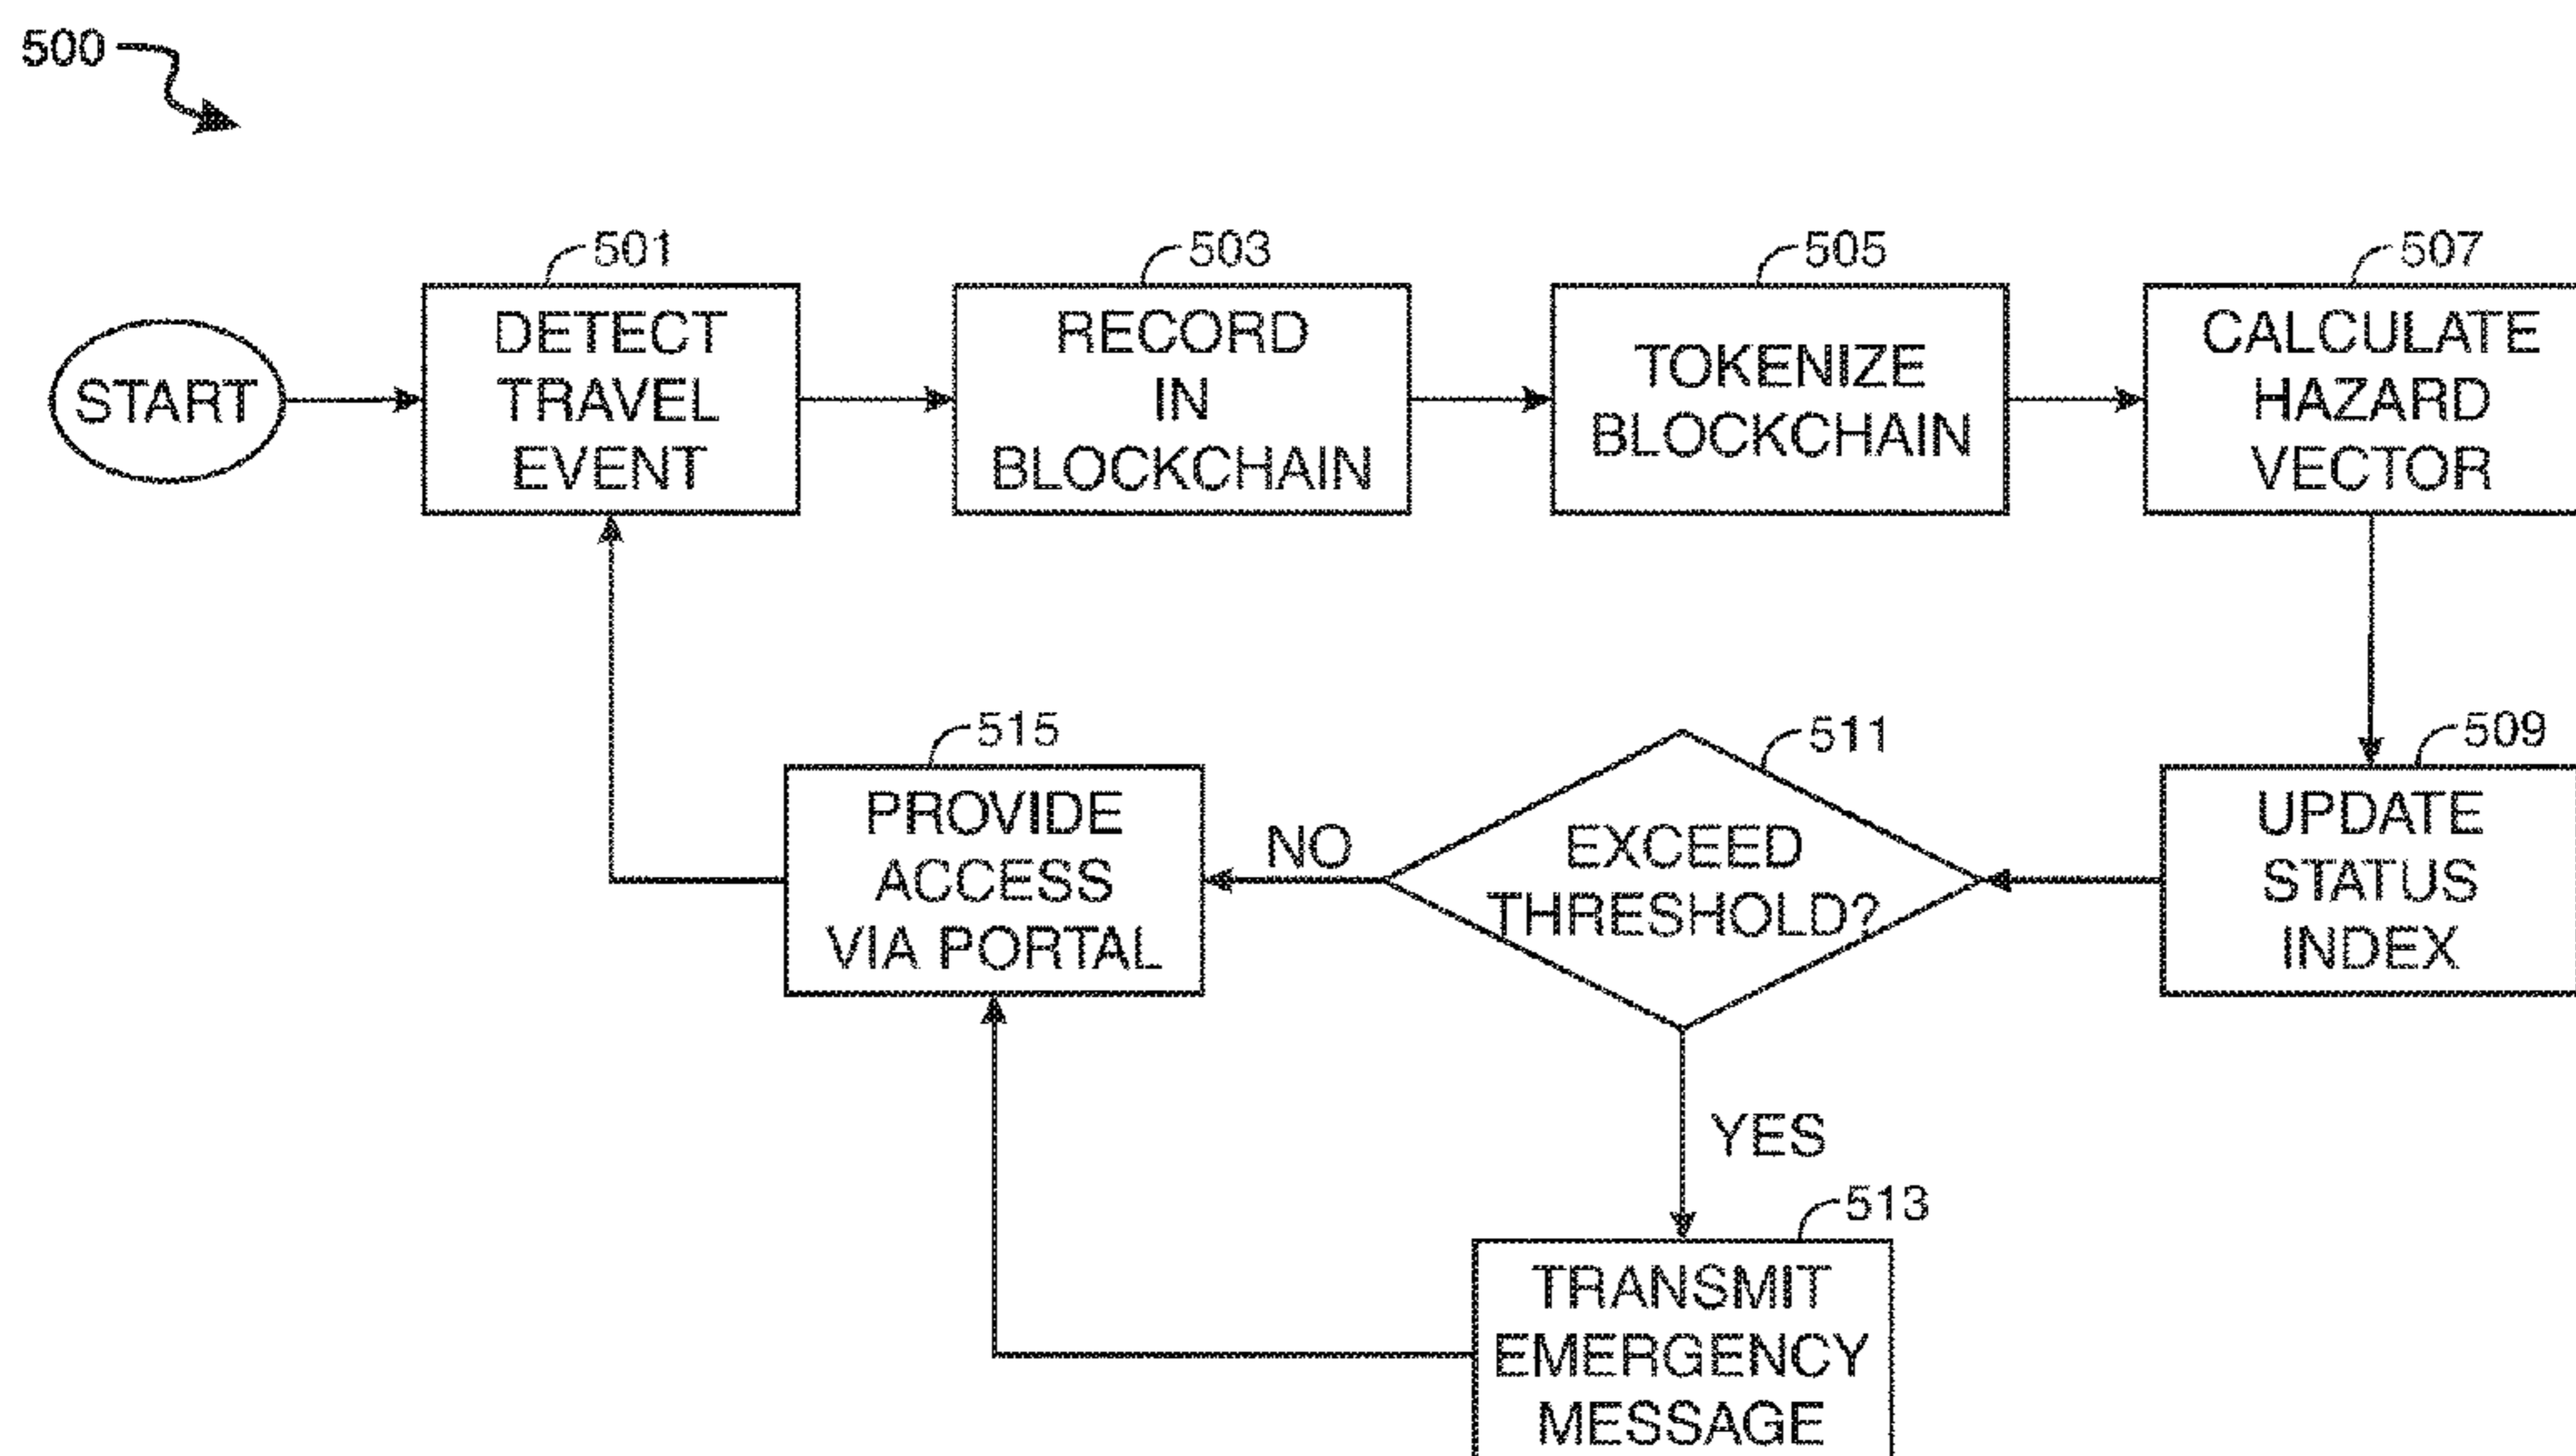 500
501
503
505
507
START
DETECT
TRAVEL
EVENT
RECORD
IN
BLOCKCHAIN
TOKENIZE
BLOCKCHAIN
CALCULATE
HAZARD
VECTOR
515
511
509
PROVIDE
ACCESS
VIA PORTAL
NO
EXCEED
THRESHOLD?
UPDATE
STATUS
INDEX
YES
513
TRANSMIT
EMERGENCY
MESSAGE